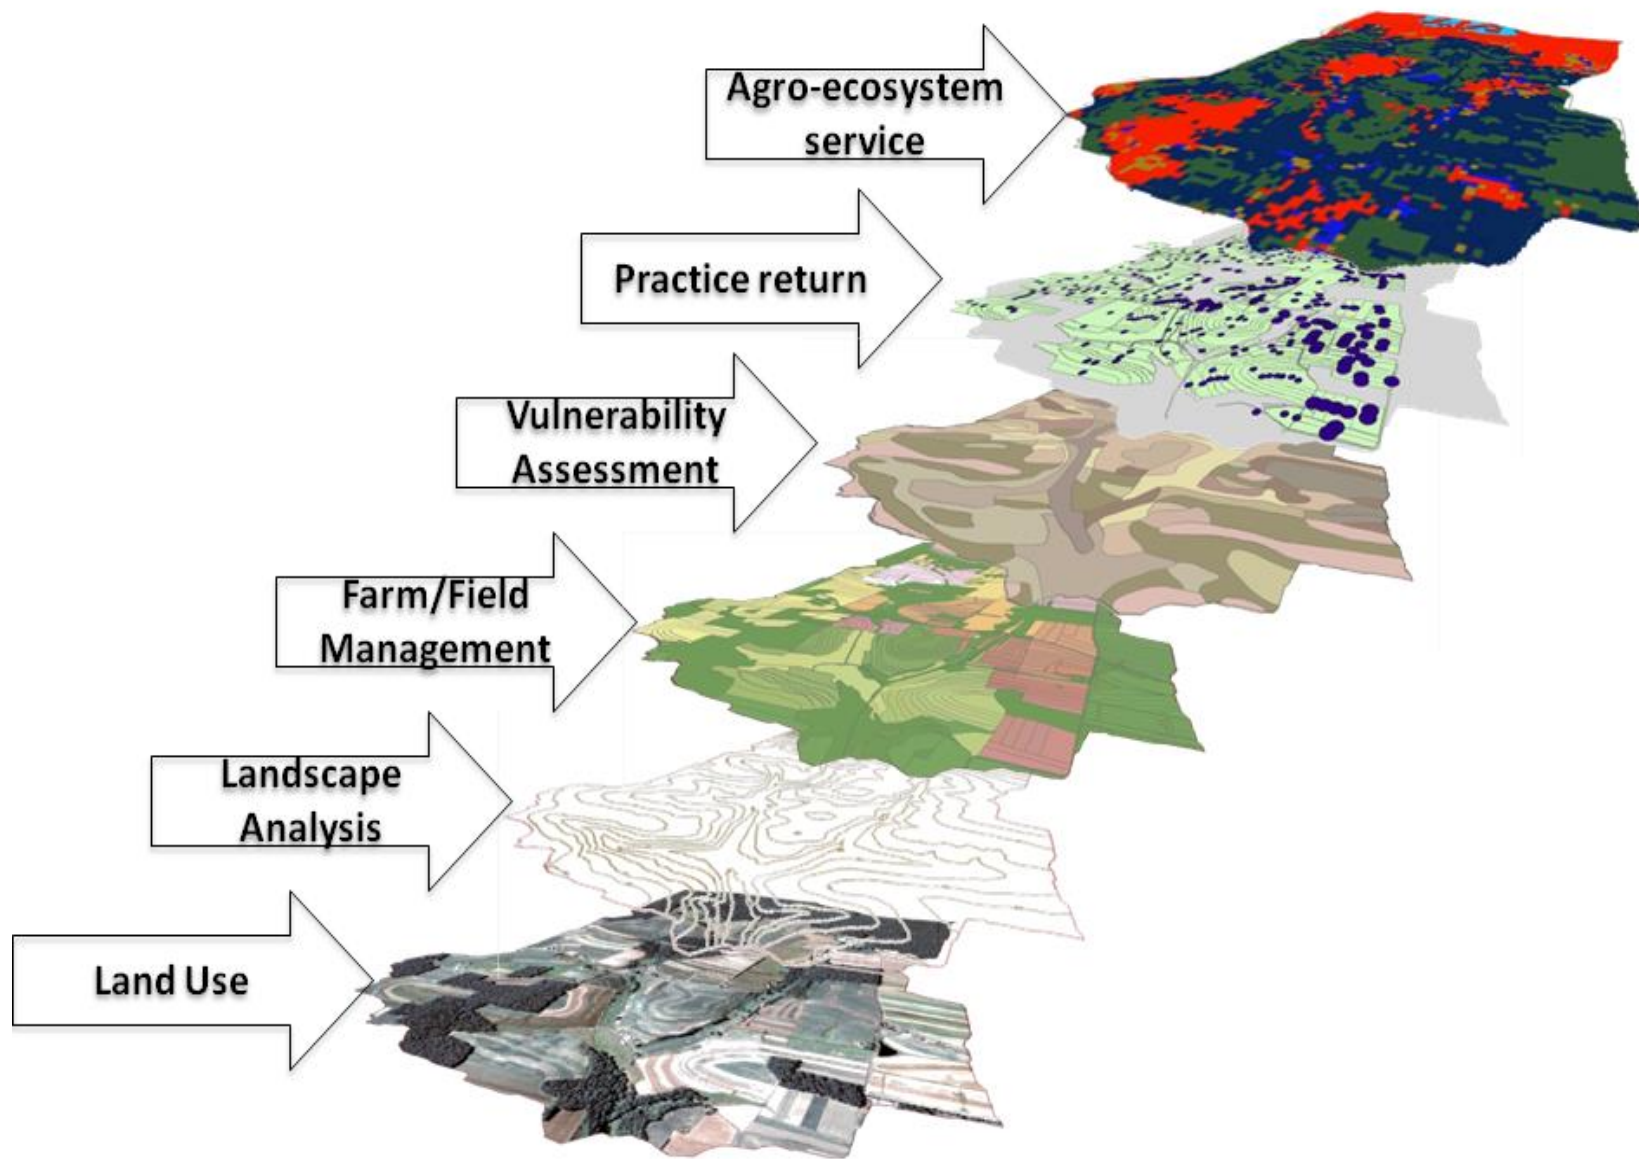 Agro-ecosystem
service
Practice return
Vulnerability
Assessment
Farm/Field
Management
Landscape
Analysis
Land Use